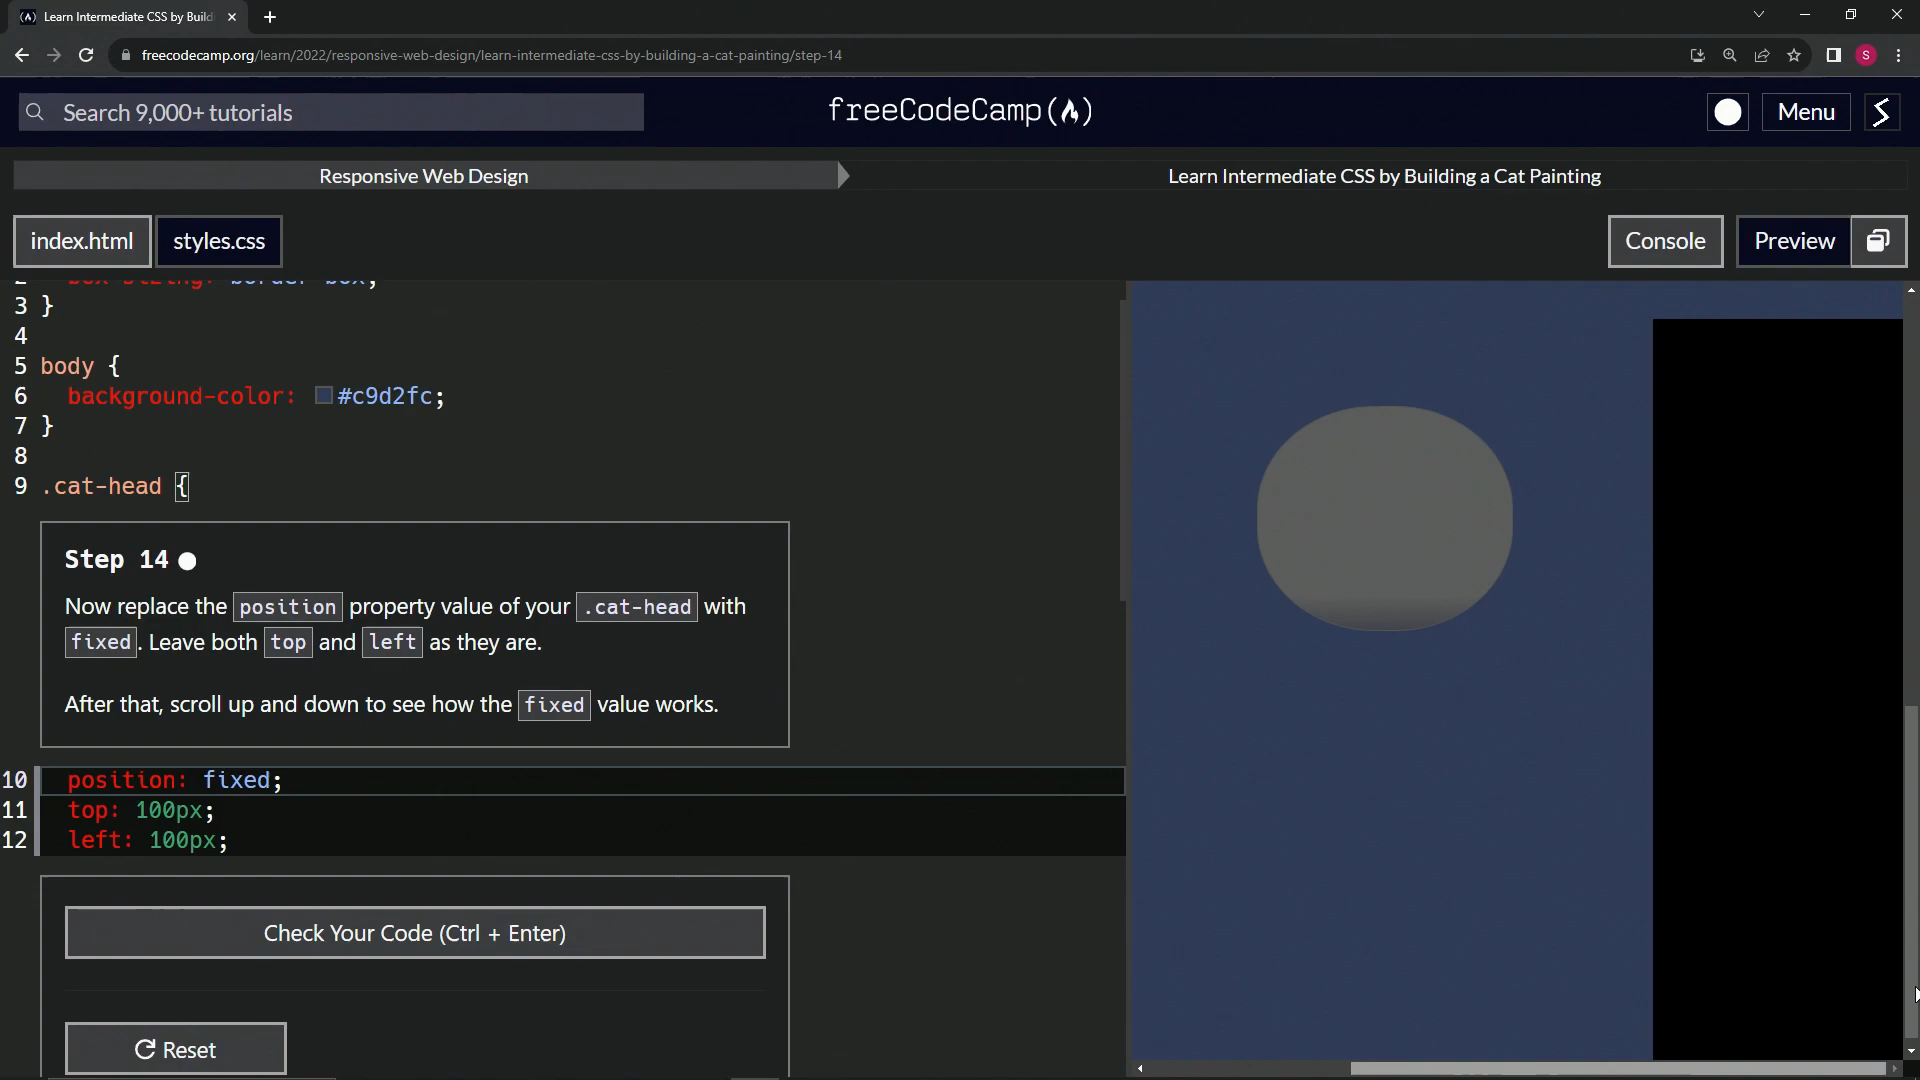 Learn Intermediate CSS by Build
freecodecamp.org/learn/2022/responsive-web-design/learn-intermediate-css-by-building-a-cat-painting/step-14
S
Search 9,000+ tutorials
freeCodeCamp
Menu
Responsive Web Design
Learn Intermediate CSS by Building a Cat Painting
index.html
styles.css
Console
Preview
2 box-sizing: border-box;
3 }
4
5 body {
6 background-color: #c9d2fc;
7 }
8
9 .cat-head {
Step 14
Now replace the position property value of your .cat-head with
fixed. Leave both top and left as they are.
After that, scroll up and down to see how the fixed value works.
10 position: fixed;
11 top: 100px;
12 left: 100px;
Check Your Code (Ctrl + Enter)
Reset